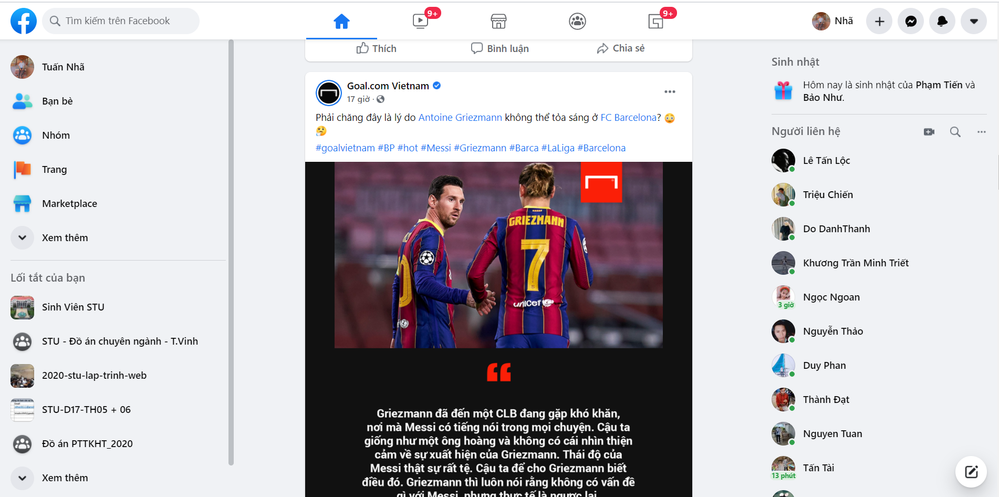 Tìm kiếm trên Facebook
9+
9+
Nhã
Tuấn Nhã
Bạn bè
Nhóm
Trang
Marketplace
Xem thêm
Lối tắt của bạn
Sinh Viên STU
STU - Đồ án chuyên ngành - T.Vinh
2020-stu-lap-trinh-web
STU-D17-TH05 + 06
Đồ án PTTKHT_2020
Xem thêm
Thích
Bình luận
Chia sẻ
Goal.com Vietnam
17 giờ ·
Phải chăng đây là lý do Antoine Griezmann không thể tỏa sáng ở FC Barcelona? 😳
🤔
#goalvietnam #BP #hot #Messi #Griezmann #Barca #LaLiga #Barcelona
GRIEZMANN
7
unicef
Griezmann đã đến một CLB đang gặp khó khăn,
nơi mà Messi có tiếng nói trong mọi chuyện. Cậu ta
giống như một ông hoàng và không có cái nhìn thiện
cảm về sự xuất hiện của Griezmann. Thái độ của
Messi thật sự rất tệ. Cậu ta để cho Griezmann biết
điều đó. Griezmann thì luôn nói rằng không có vấn đề
gì với Messi, nhưng thực tế là ngược lại
Sinh nhật
Hôm nay là sinh nhật của Phạm Tiến và
Bảo Như.
Người liên hệ
Lê Tấn Lộc
Triệu Chiến
Do DanhThanh
Khương Trần Minh Triết
Ngọc Ngoan
3 giờ
Nguyễn Thảo
Duy Phan
Thành Đạt
Nguyen Tuan
Tấn Tài
13 phút